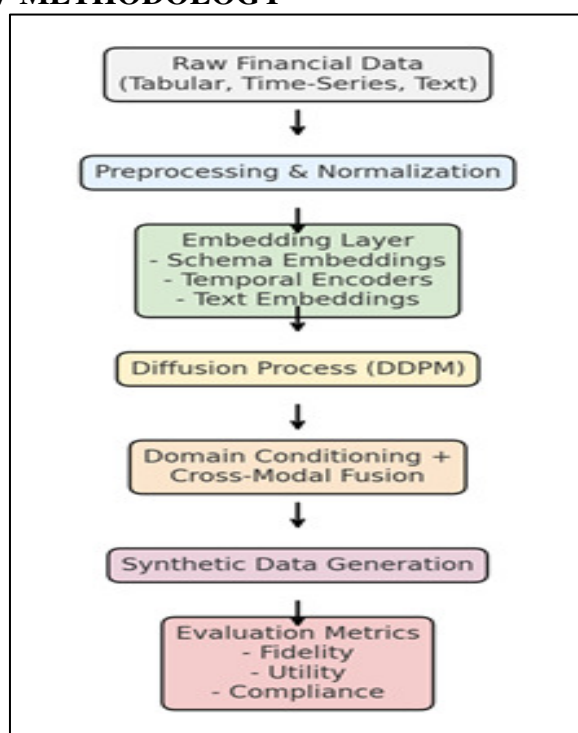 METHODOLOGY
Raw Financial Data
(Tabular, Time-Series, Text)
Preprocessing & Normalization
Embedding Layer
- Schema Embeddings
- Temporal Encoders
- Text Embeddings
Diffusion Process (DDPM)
Domain Conditioning +
Cross-Modal Fusion
Synthetic Data Generation
Evaluation Metrics
- Fidelity
- Utility
- Compliance